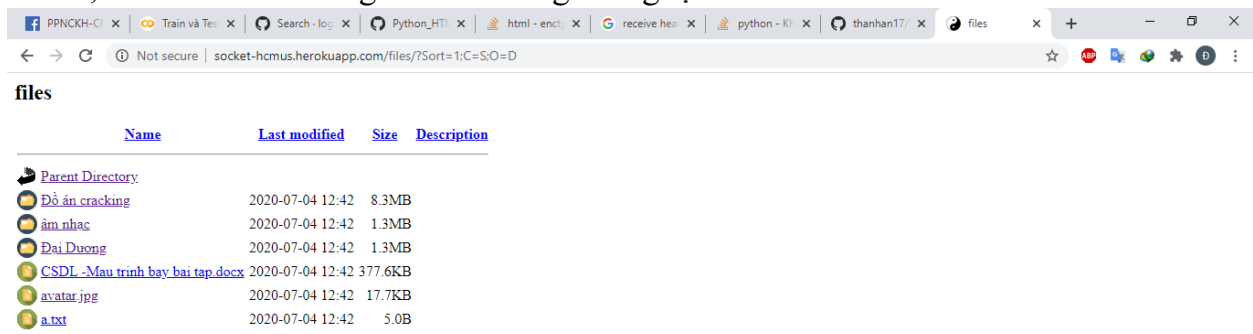 PPNCKH-C
Train và Tes
Search · log
Python_HT
html - enct
receive hea
python - Kh
thanhan17/
files
Not secure | socket-hcmus.herokuapp.com/files/?Sort=1;C=S;O=D
ABP
Đ
files
Name Last modified Size Description
Parent Directory
Đồ án cracking 2020-07-04 12:42 8.3MB
âm nhạc 2020-07-04 12:42 1.3MB
Đại Dương 2020-07-04 12:42 1.3MB
CSDL -Mau trinh bay bai tap.docx 2020-07-04 12:42 377.6KB
avatar.jpg 2020-07-04 12:42 17.7KB
a.txt 2020-07-04 12:42 5.0B